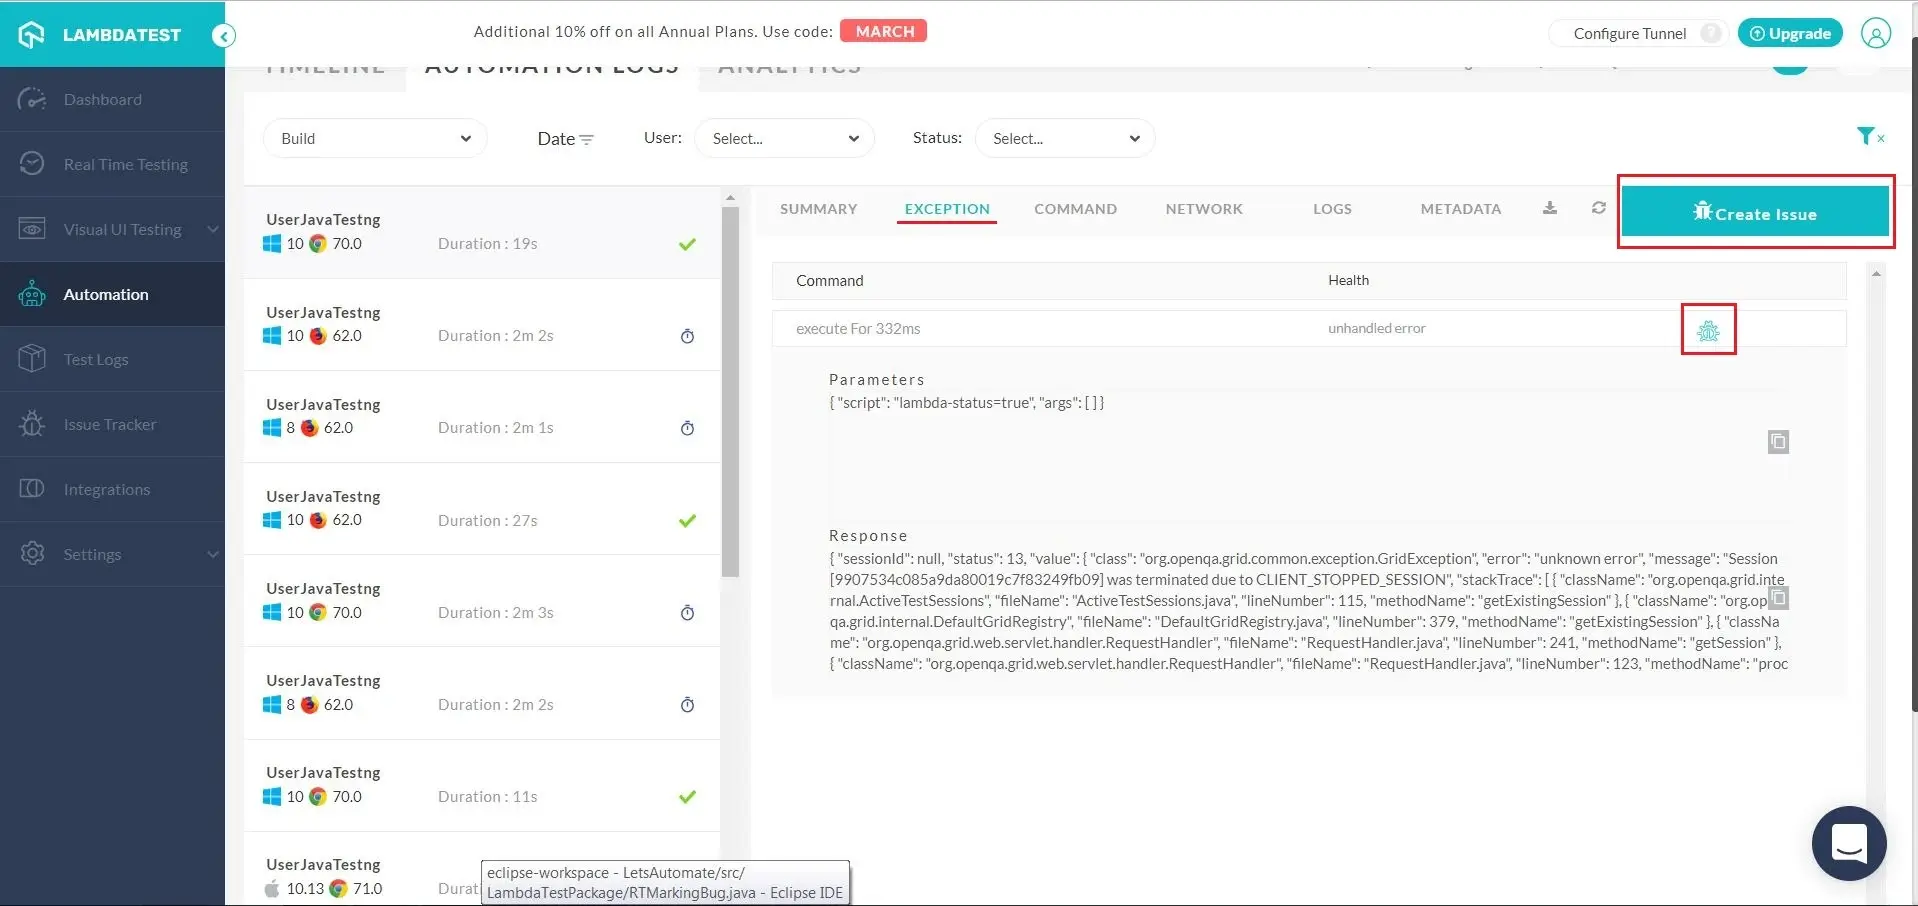 LAMBDATEST
Additional 10% off on all Annual Plans. Use code: MARCH
Configure Tunnel ?
Upgrade
TIMELINE
AUTOMATION LOGS
ANALYTICS
Dashboard
Real Time Testing
Visual UI Testing
Automation
Test Logs
Issue Tracker
Integrations
Settings
Build
Date
User: Select...
Status: Select...
UserJavaTestng
10 70.0 Duration : 19s
UserJavaTestng
10 62.0 Duration : 2m 2s
UserJavaTestng
8 62.0 Duration : 2m 1s
UserJavaTestng
10 62.0 Duration : 27s
UserJavaTestng
10 70.0 Duration : 2m 3s
UserJavaTestng
8 62.0 Duration : 2m 2s
UserJavaTestng
10 70.0 Duration : 11s
UserJavaTestng
10.13 71.0
eclipse-workspace - LetsAutomate/src/
LambdaTestPackage/RTMarkingBug.java - Eclipse IDE
SUMMARY EXCEPTION COMMAND NETWORK LOGS METADATA
Create Issue
Command Health
execute For 332ms unhandled error
Parameters
{ "script": "lambda-status=true", "args": [ ] }
Response
{ "sessionId": null, "status": 13, "value": { "class": "org.openqa.grid.common.exception.GridException", "error": "unknown error", "message": "Session
[9907534c085a9da80019c7f83249fb09] was terminated due to CLIENT_STOPPED_SESSION", "stackTrace": [ { "className": "org.openqa.grid.inte
rnal.ActiveTestSessions", "fileName": "ActiveTestSessions.java", "lineNumber": 115, "methodName": "getExistingSession" }, { "className": "org.op
qa.grid.internal.DefaultGridRegistry", "fileName": "DefaultGridRegistry.java", "lineNumber": 379, "methodName": "getExistingSession" }, { "classNa
me": "org.openqa.grid.web.servlet.handler.RequestHandler", "fileName": "RequestHandler.java", "lineNumber": 241, "methodName": "getSession" },
{ "className": "org.openqa.grid.web.servlet.handler.RequestHandler", "fileName": "RequestHandler.java", "lineNumber": 123, "methodName": "proc